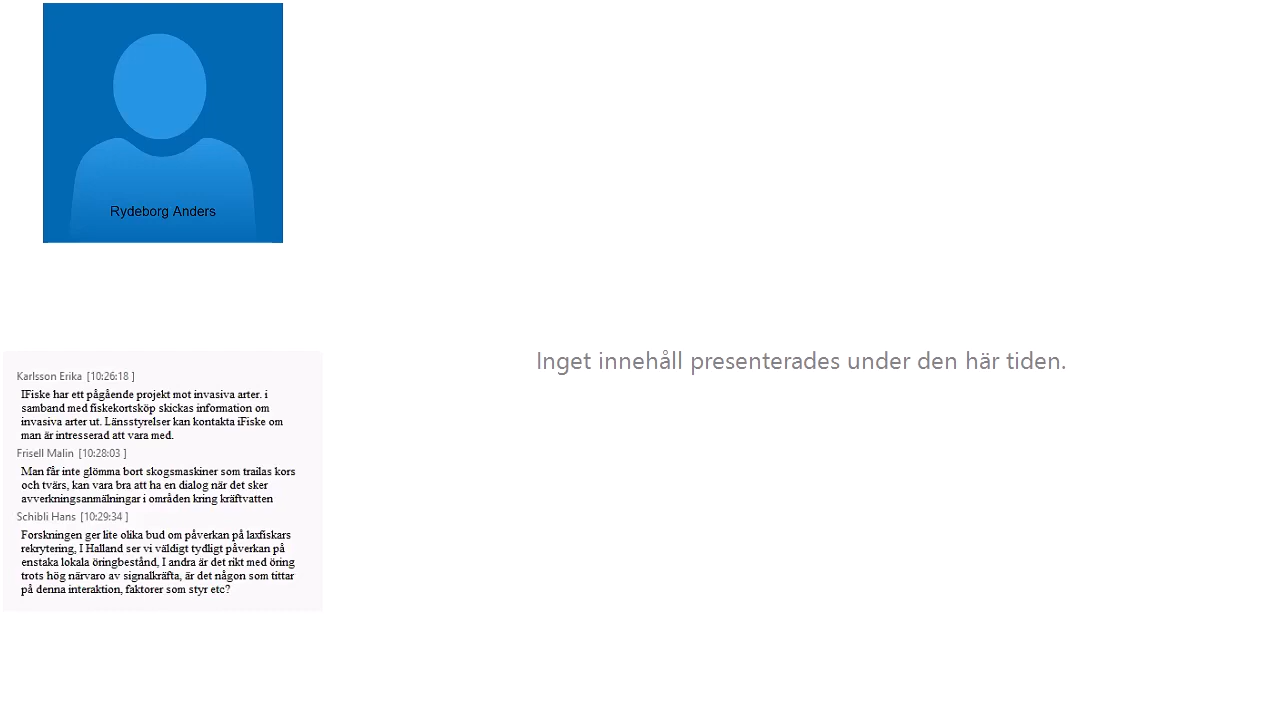 Rydeborg Anders
Inget innehåll presenterades under den här tiden.
Karlsson Erika [10:26:18 ]
IFiske har ett pågående projekt mot invasiva arter. i
samband med fiskekortsköp skickas information om
invasiva arter ut. Länsstyrelser kan kontakta iFiske om
man är intresserad att vara med.
Frisell Malin [10:28:03 ]
Man får inte glömma bort skogsmaskiner som trailas kors
och tvärs, kan vara bra att ha en dialog när det sker
avverkningsanmälningar i områden kring kräftvatten
Schibli Hans [10:29:34 ]
Forskningen ger lite olika bud om påverkan på laxfiskars
rekrytering, I Halland ser vi väldigt tydligt påverkan på
enstaka lokala öringbestånd, I andra är det rikt med öring
trots hög närvaro av signalkräfta, är det någon som tittar
på denna interaktion, faktorer som styr etc?